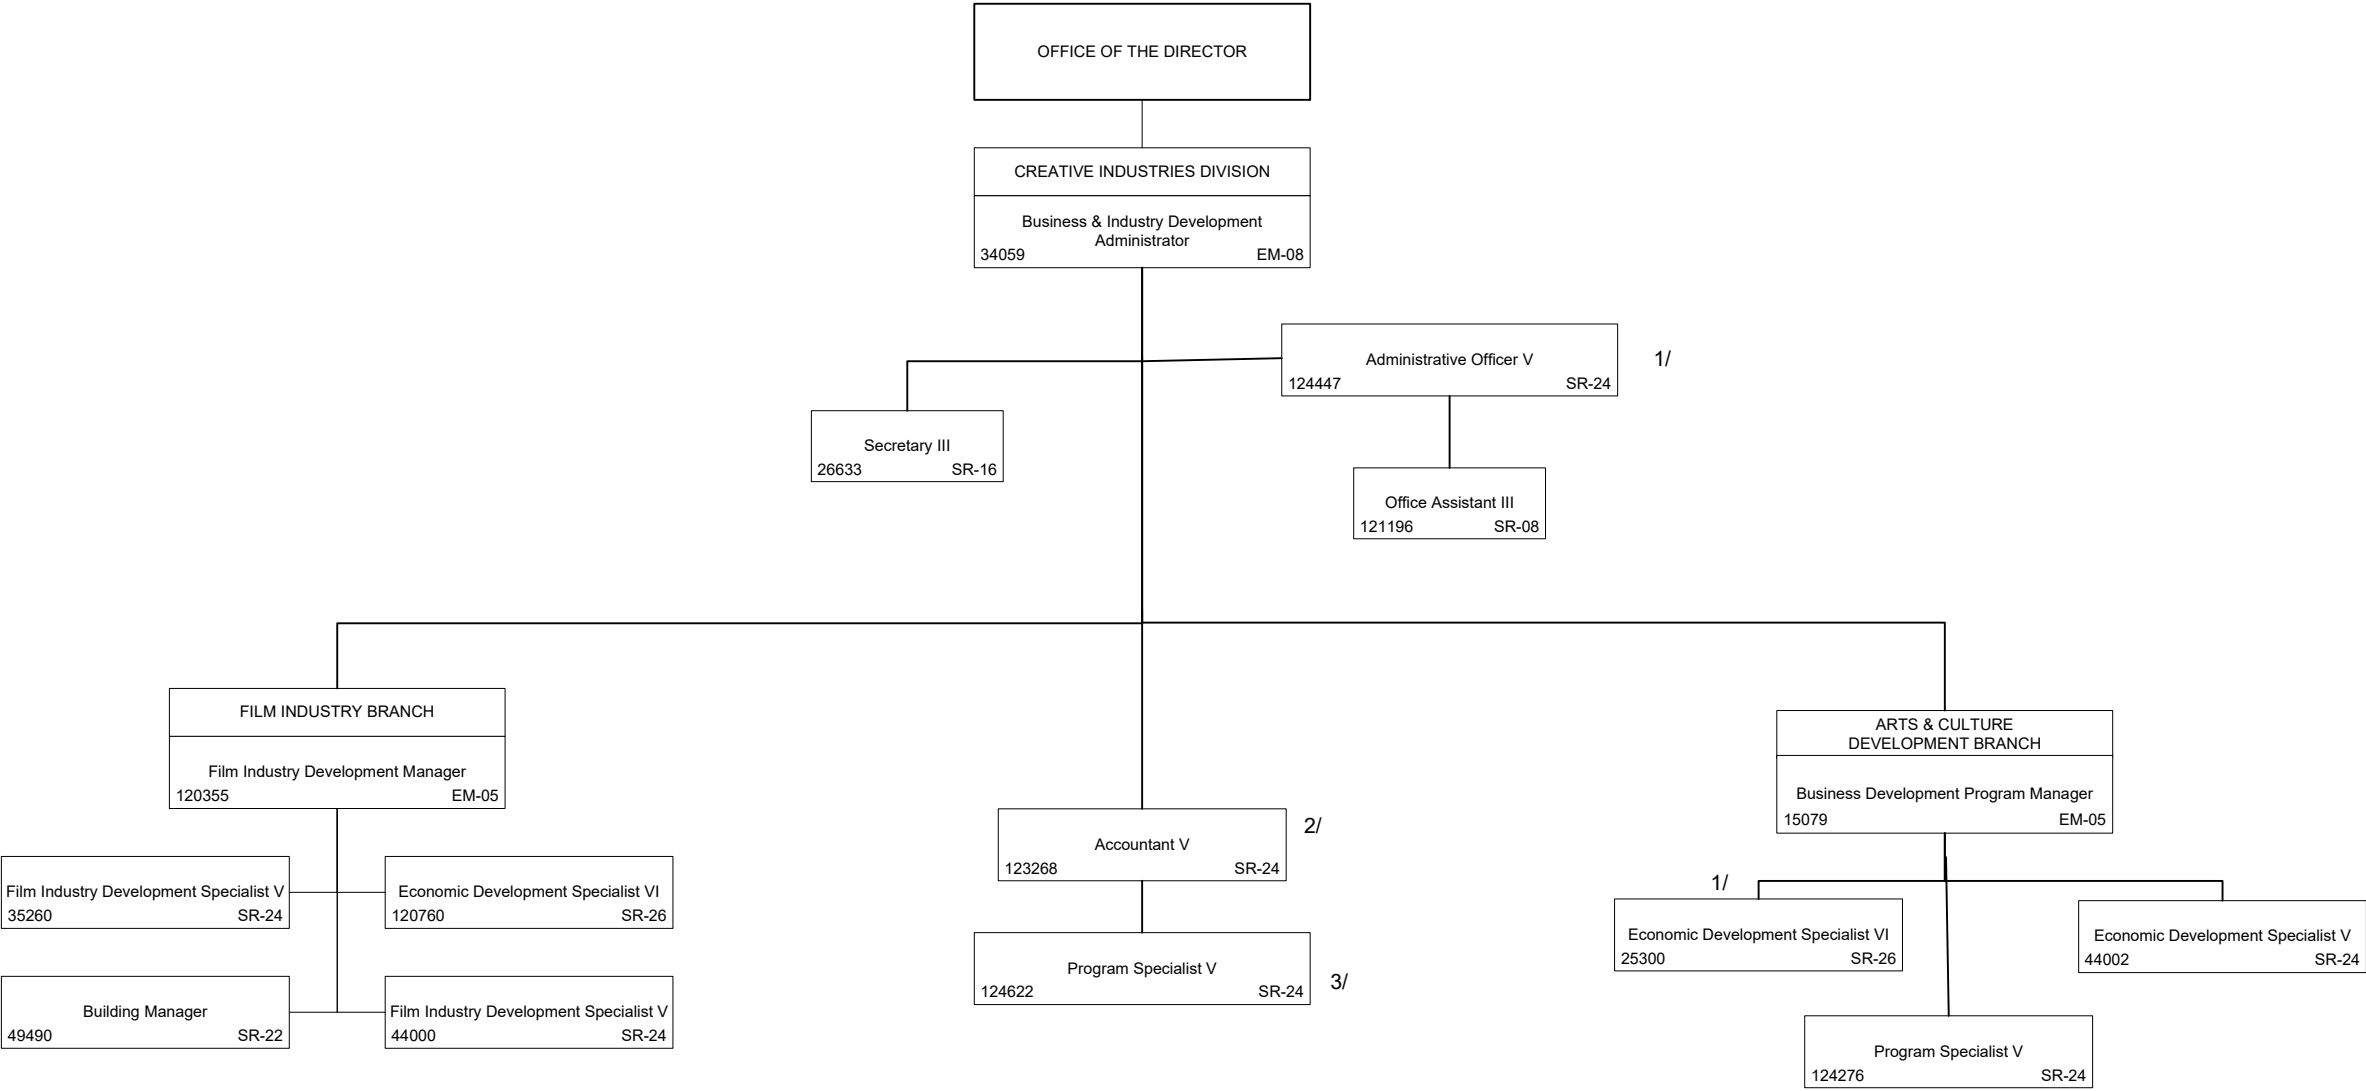 OFFICE OF THE DIRECTOR
CREATIVE INDUSTRIES DIVISION
Business & Industry Development
Administrator
34059 EM-08
Administrative Officer V
124447 SR-24
1/
Secretary III
26633 SR-16
Office Assistant III
121196 SR-08
FILM INDUSTRY BRANCH
Film Industry Development Manager
120355 EM-05
Film Industry Development Specialist V
35260 SR-24
Economic Development Specialist VI
120760 SR-26
Building Manager
49490 SR-22
Film Industry Development Specialist V
44000 SR-24
2/
Accountant V
123268 SR-24
Program Specialist V
124622 SR-24
3/
ARTS & CULTURE
DEVELOPMENT BRANCH
Business Development Program Manager
15079 EM-05
1/
Economic Development Specialist VI
25300 SR-26
Economic Development Specialist V
44002 SR-24
Program Specialist V
124276 SR-24